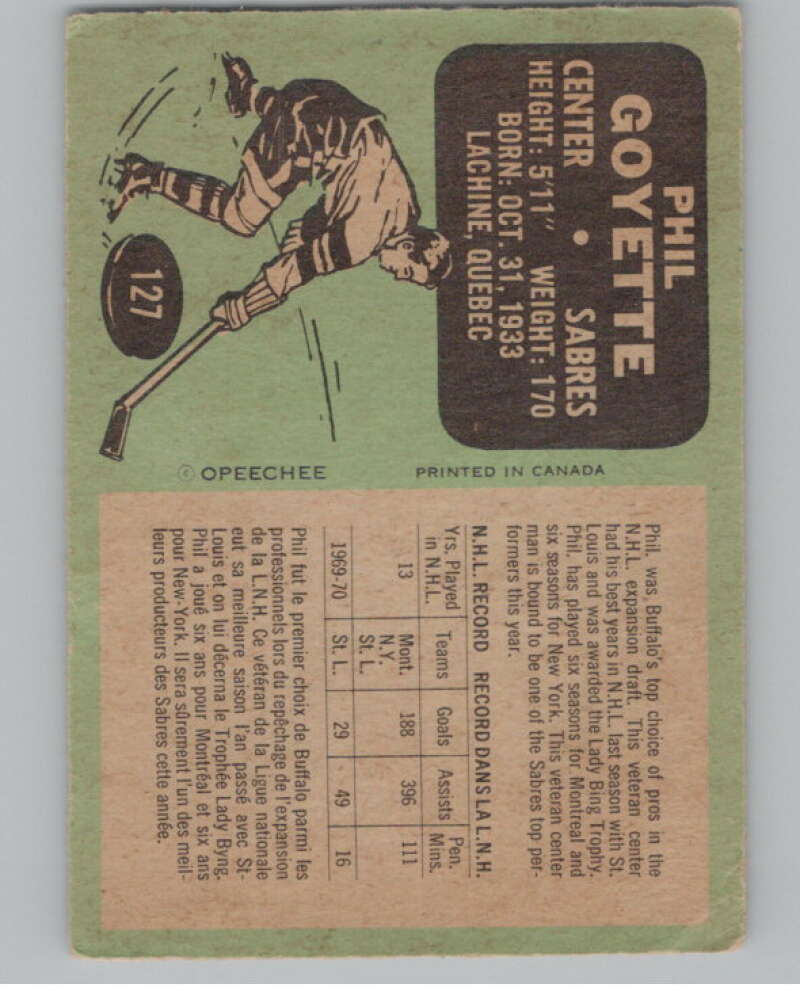 PHIL
GOYETTE
CENTER • SABRES
HEIGHT: 5'11" WEIGHT: 170
BORN: OCT. 31, 1933
LACHINE, QUEBEC
127
© OPEECHEE PRINTED IN CANADA
Phil, was, Buffalo's top choice of pros in the
N.H.L. expansion draft. This veteran center
had his best years in N.H.L. last season with St.
Louis and was awarded the Lady Bing Trophy.
Phil, has played six seasons for Montreal and
six seasons for New York. This veteran center
man is bound to be one of the Sabres top per-
formers this year.
N.H.L. RECORD RECORD DANS LA L.N.H.
Yrs. Played in N.H.L. Teams Goals Assists Pen. Mins.
13 Mont. 188 396 111
N.Y.
St. L.
1969-70 St. L. 29 49 16
Phil fut le premier choix de Buffalo parmi les
professionnels lors du repêchage de l'expansion
de la L.N.H. Ce vétéran de la Ligue nationale
eut sa meilleure saison l'an passé avec St-
Louis et on lui décerna le Trophée Lady Byng.
Phil a joué six ans pour Montréal et six ans
pour New-York. Il sera sûrement l'un des meil-
leurs producteurs des Sabres cette année.